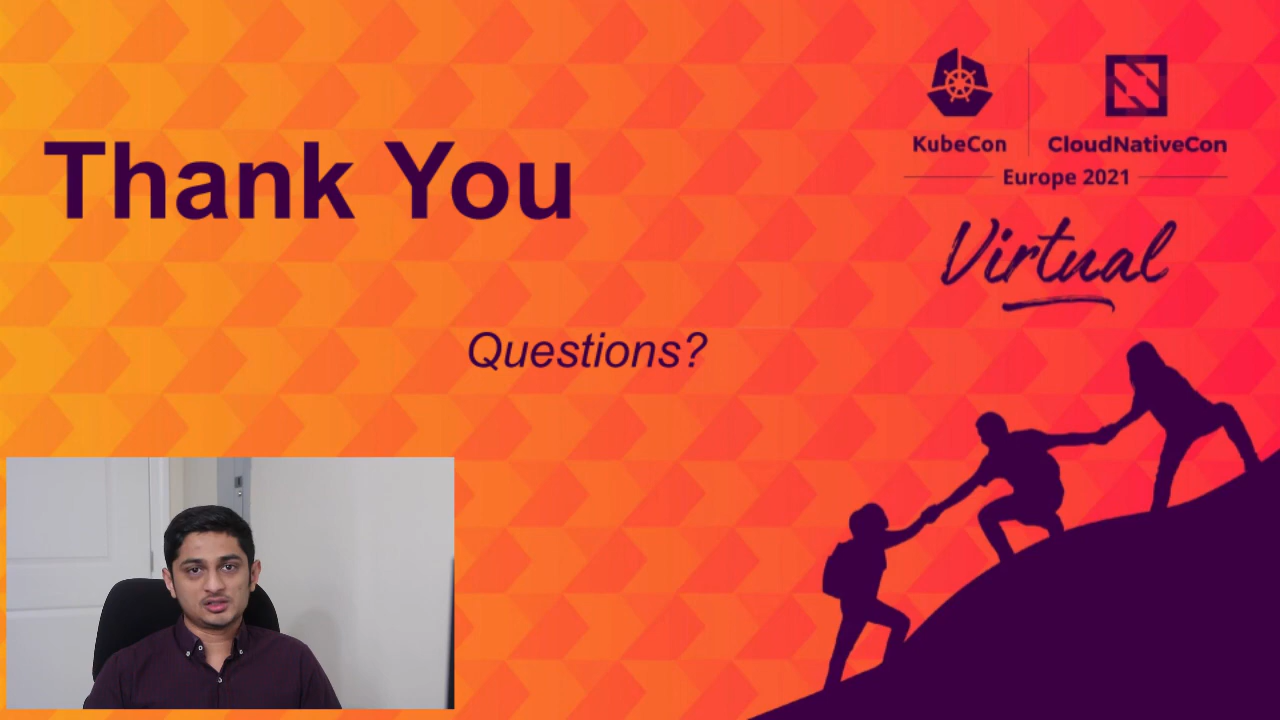 Thank You
Questions?
KubeCon
CloudNativeCon
Europe 2021
Virtual